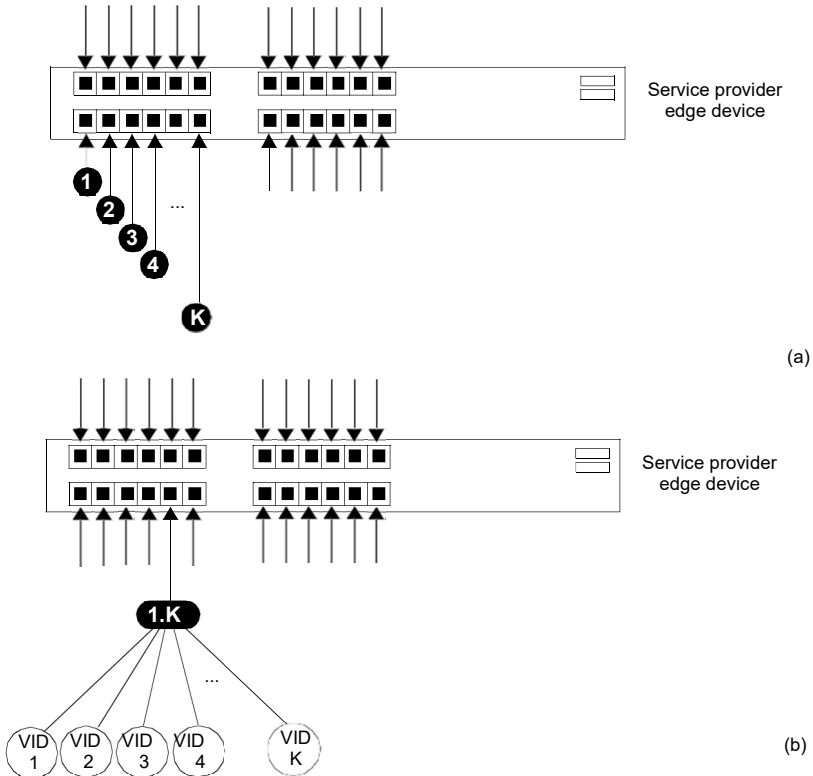 Service provider
edge device
1
2
...
3
4
K
(a)
Service provider
edge device
1.K
...
VID
1
VID
2
VID
3
VID
4
VID
K
(b)